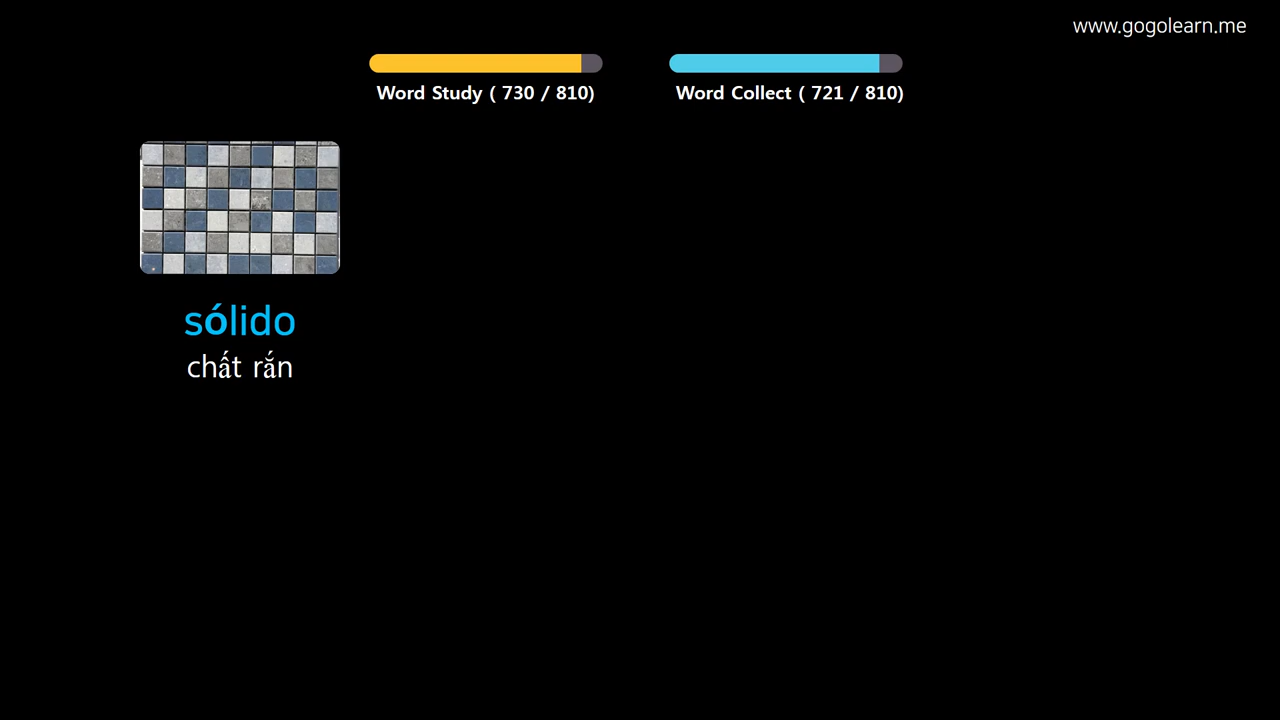 www.gogolearn.me
Word Study ( 730 / 810)
Word Collect ( 721 / 810)
sólido
chất rắn